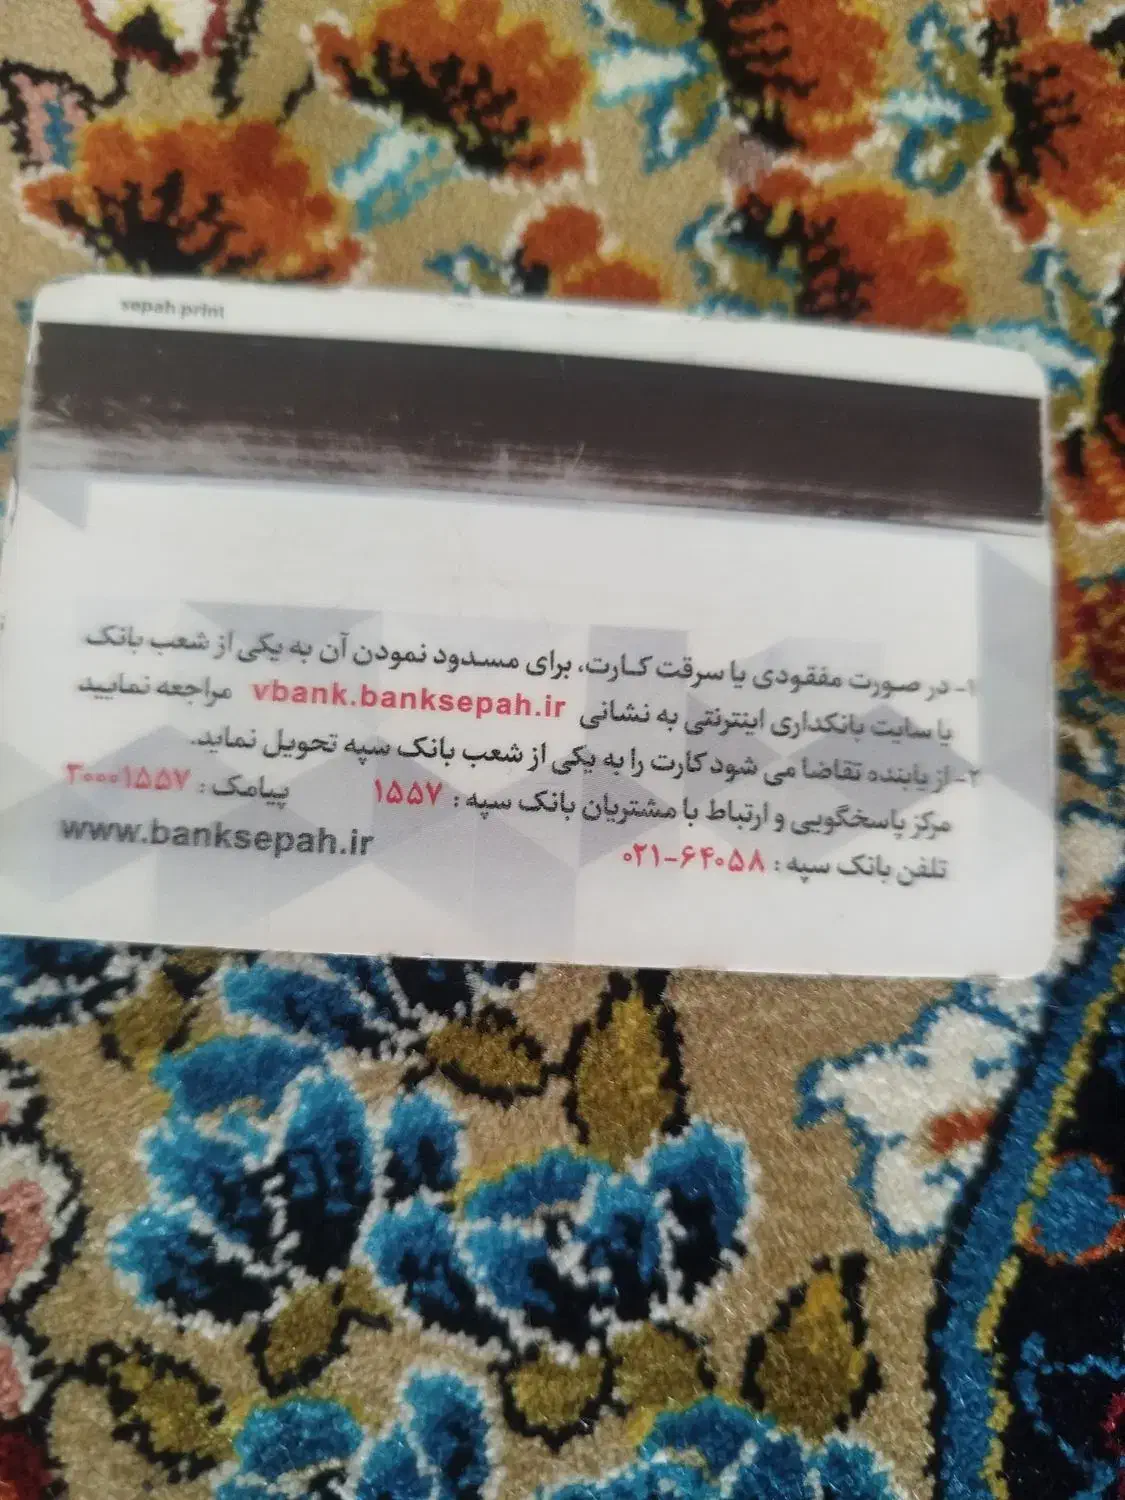 sepah print
۱- در صورت مفقودی یا سرقت کارت، برای مسدود نمودن آن به یکی از شعب بانک
یا سایت بانکداری اینترنتی به نشانی vbank.banksepah.ir مراجعه نمایید
۲- از یابنده تقاضا می شود کارت را به یکی از شعب بانک سپه تحویل نماید.
مرکز پاسخگویی و ارتباط با مشتریان بانک سپه : ۱۵۵۷ پیامک : ۳۰۰۰۱۵۵۷
تلفن بانک سپه : ۶۴۰۵۸-۰۲۱ www.banksepah.ir